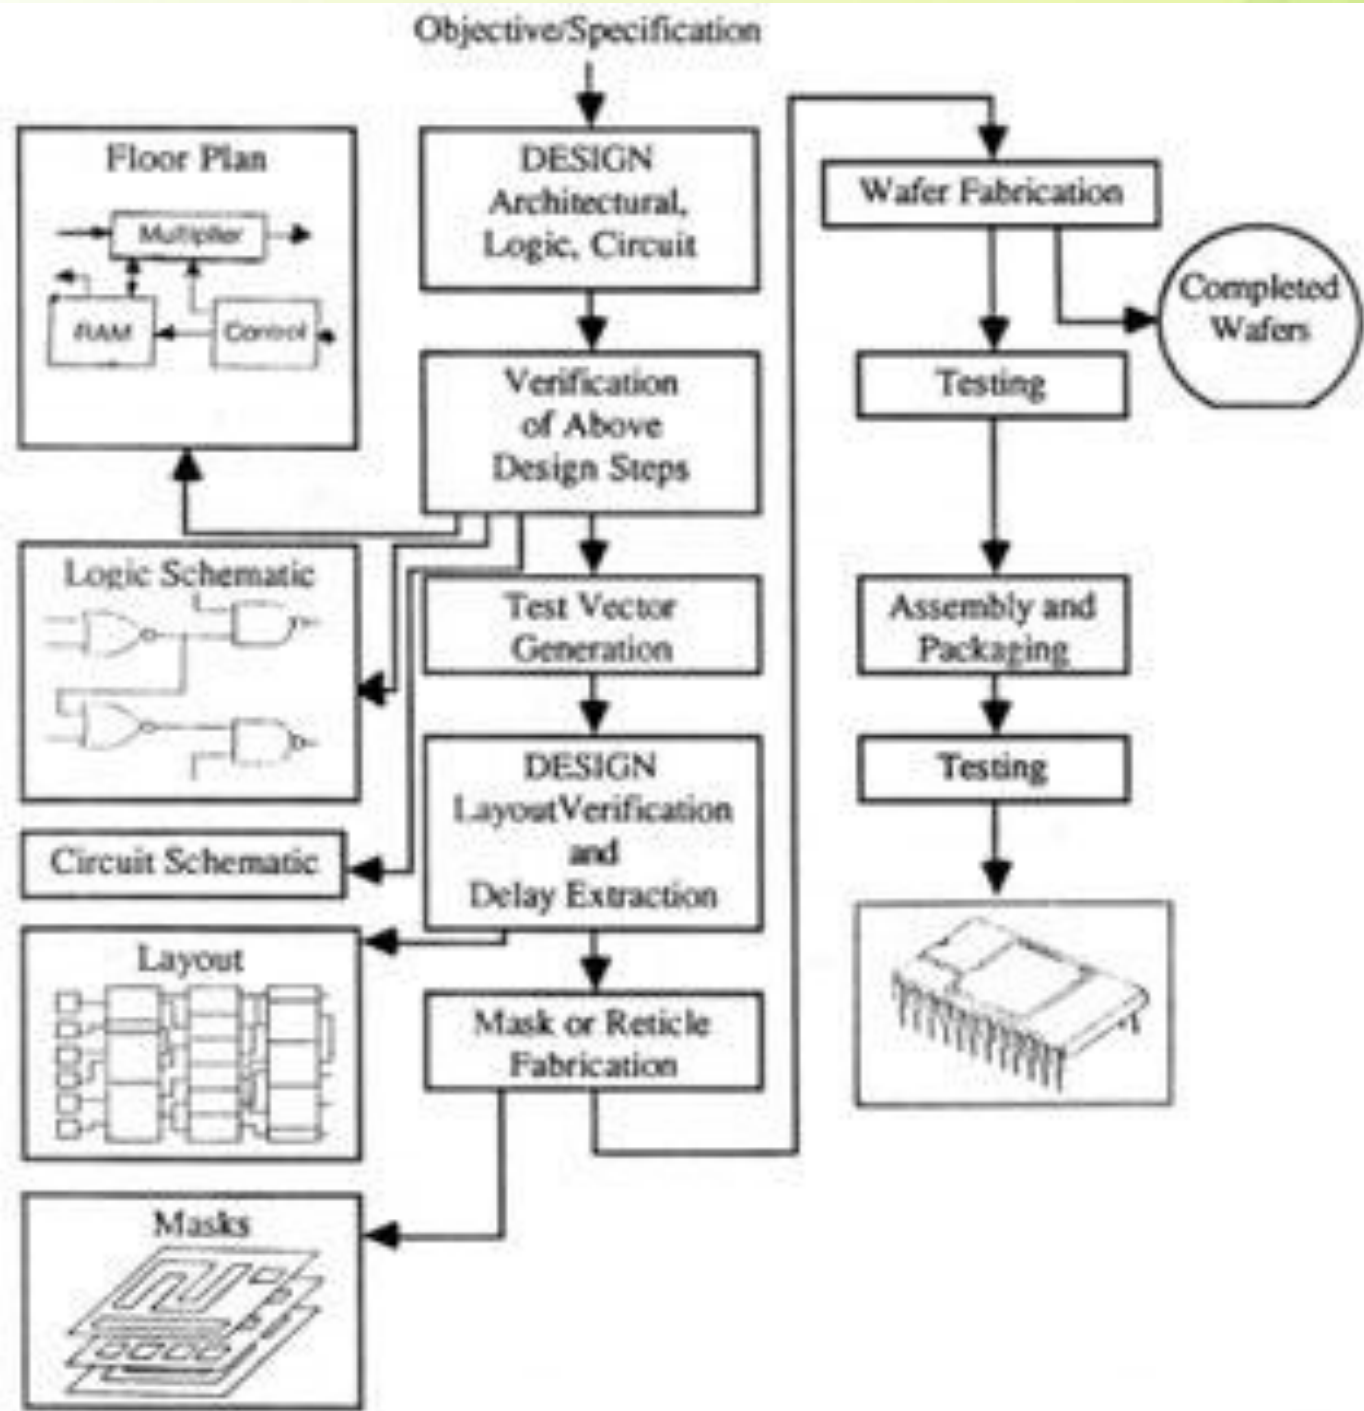 Objective/Specification
Floor Plan
Multiplier
RAM
Control
DESIGN
Architectural,
Logic, Circuit
Verification
of Above
Design Steps
Logic Schematic
Test Vector
Generation
DESIGN
LayoutVerification
and
Delay Extraction
Circuit Schematic
Layout
Mask or Reticle
Fabrication
Masks
Wafer Fabrication
Completed
Wafers
Testing
Assembly and
Packaging
Testing